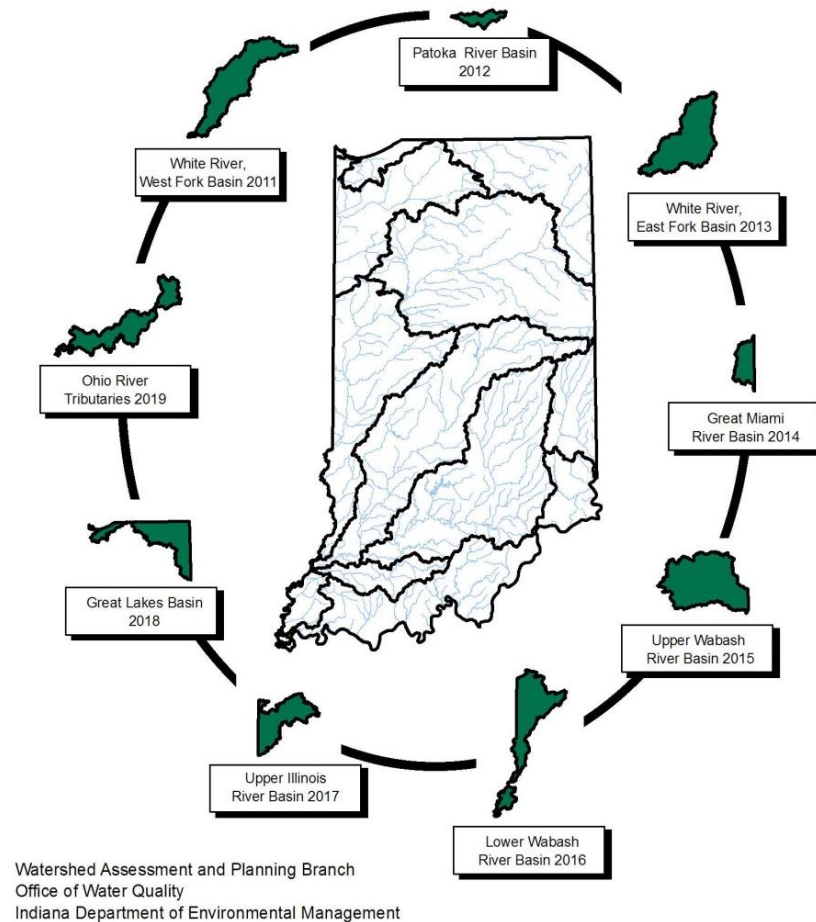 Patoka River Basin
2012
White River,
West Fork Basin 2011
White River,
East Fork Basin 2013
Ohio River
Tributaries 2019
Great Miami
River Basin 2014
Great Lakes Basin
2018
Upper Wabash
River Basin 2015
Upper Illinois
River Basin 2017
Lower Wabash
River Basin 2016
Watershed Assessment and Planning Branch
Office of Water Quality
Indiana Department of Environmental Management